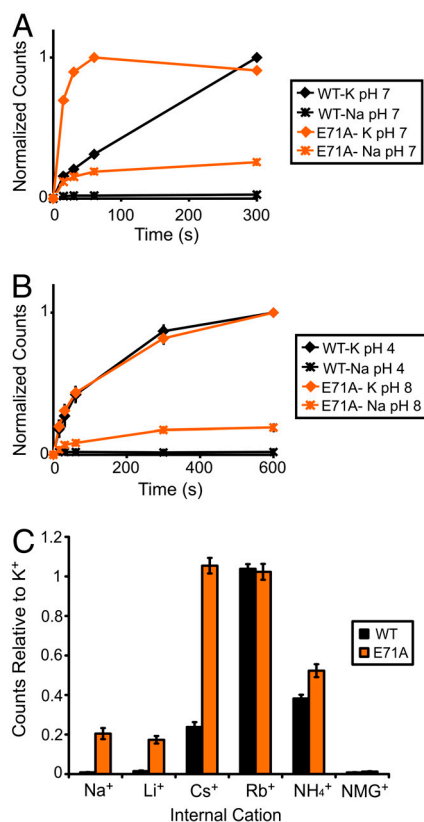 A
Normalized Counts
1
0
0
100
200
300
Time (s)
WT-K pH 7
WT-Na pH 7
E71A- K pH 7
E71A- Na pH 7
B
Normalized Counts
1
0
0
200
400
600
Time (s)
WT-K pH 4
WT-Na pH 4
E71A- K pH 8
E71A- Na pH 8
C
Counts Relative to K⁺
1.2
1
0.8
0.6
0.4
0.2
0
WT
E71A
Na⁺ Li⁺ Cs⁺ Rb⁺ NH₄⁺ NMG⁺
Internal Cation